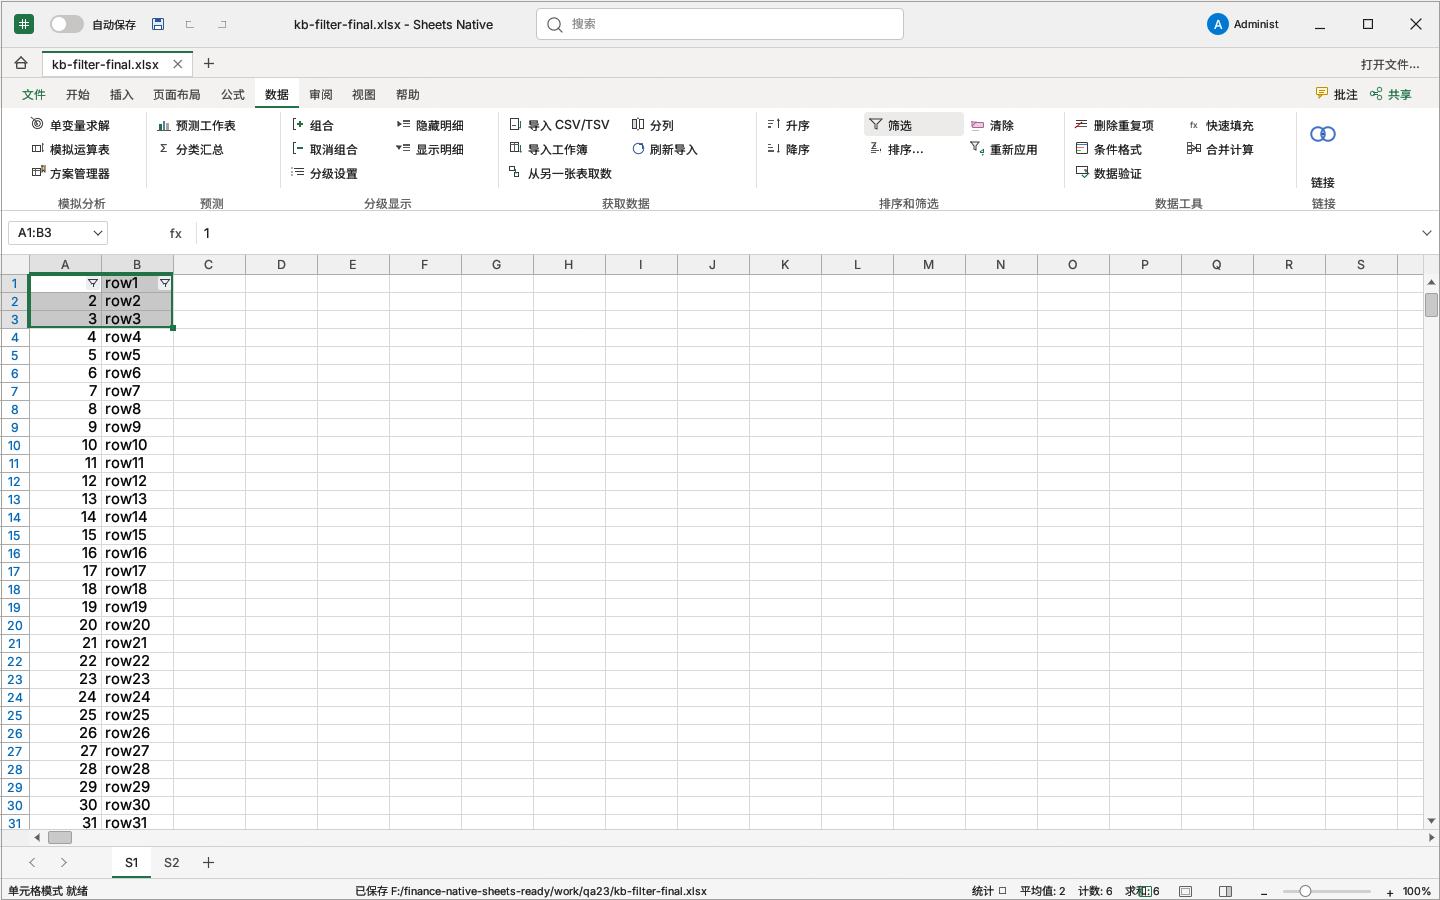 自动保存 kb-filter-final.xlsx - Sheets Native 搜索 A Administ
kb-filter-final.xlsx 打开文件...
文件 开始 插入 页面布局 公式 数据 审阅 视图 帮助 批注 共享
单变量求解 预测工作表 组合 隐藏明细 导入 CSV/TSV 分列 升序 筛选 清除 删除重复项 fx 快速填充
模拟运算表 Σ 分类汇总 取消组合 显示明细 导入工作簿 刷新导入 降序 排序... 重新应用 条件格式 合并计算
方案管理器 分级设置 从另一张表取数 数据验证 链接
模拟分析 预测 分级显示 获取数据 排序和筛选 数据工具 链接
A1:B3 fx 1
A B C D E F G H I J K L M N O P Q R S
1 row1
2 2 row2
3 3 row3
4 4 row4
5 5 row5
6 6 row6
7 7 row7
8 8 row8
9 9 row9
10 10 row10
11 11 row11
12 12 row12
13 13 row13
14 14 row14
15 15 row15
16 16 row16
17 17 row17
18 18 row18
19 19 row19
20 20 row20
21 21 row21
22 22 row22
23 23 row23
24 24 row24
25 25 row25
26 26 row26
27 27 row27
28 28 row28
29 29 row29
30 30 row30
31 31 row31
S1 S2
单元格模式 就绪 已保存 F:/finance-native-sheets-ready/work/qa23/kb-filter-final.xlsx 统计 平均值: 2 计数: 6 求和: 6 100%